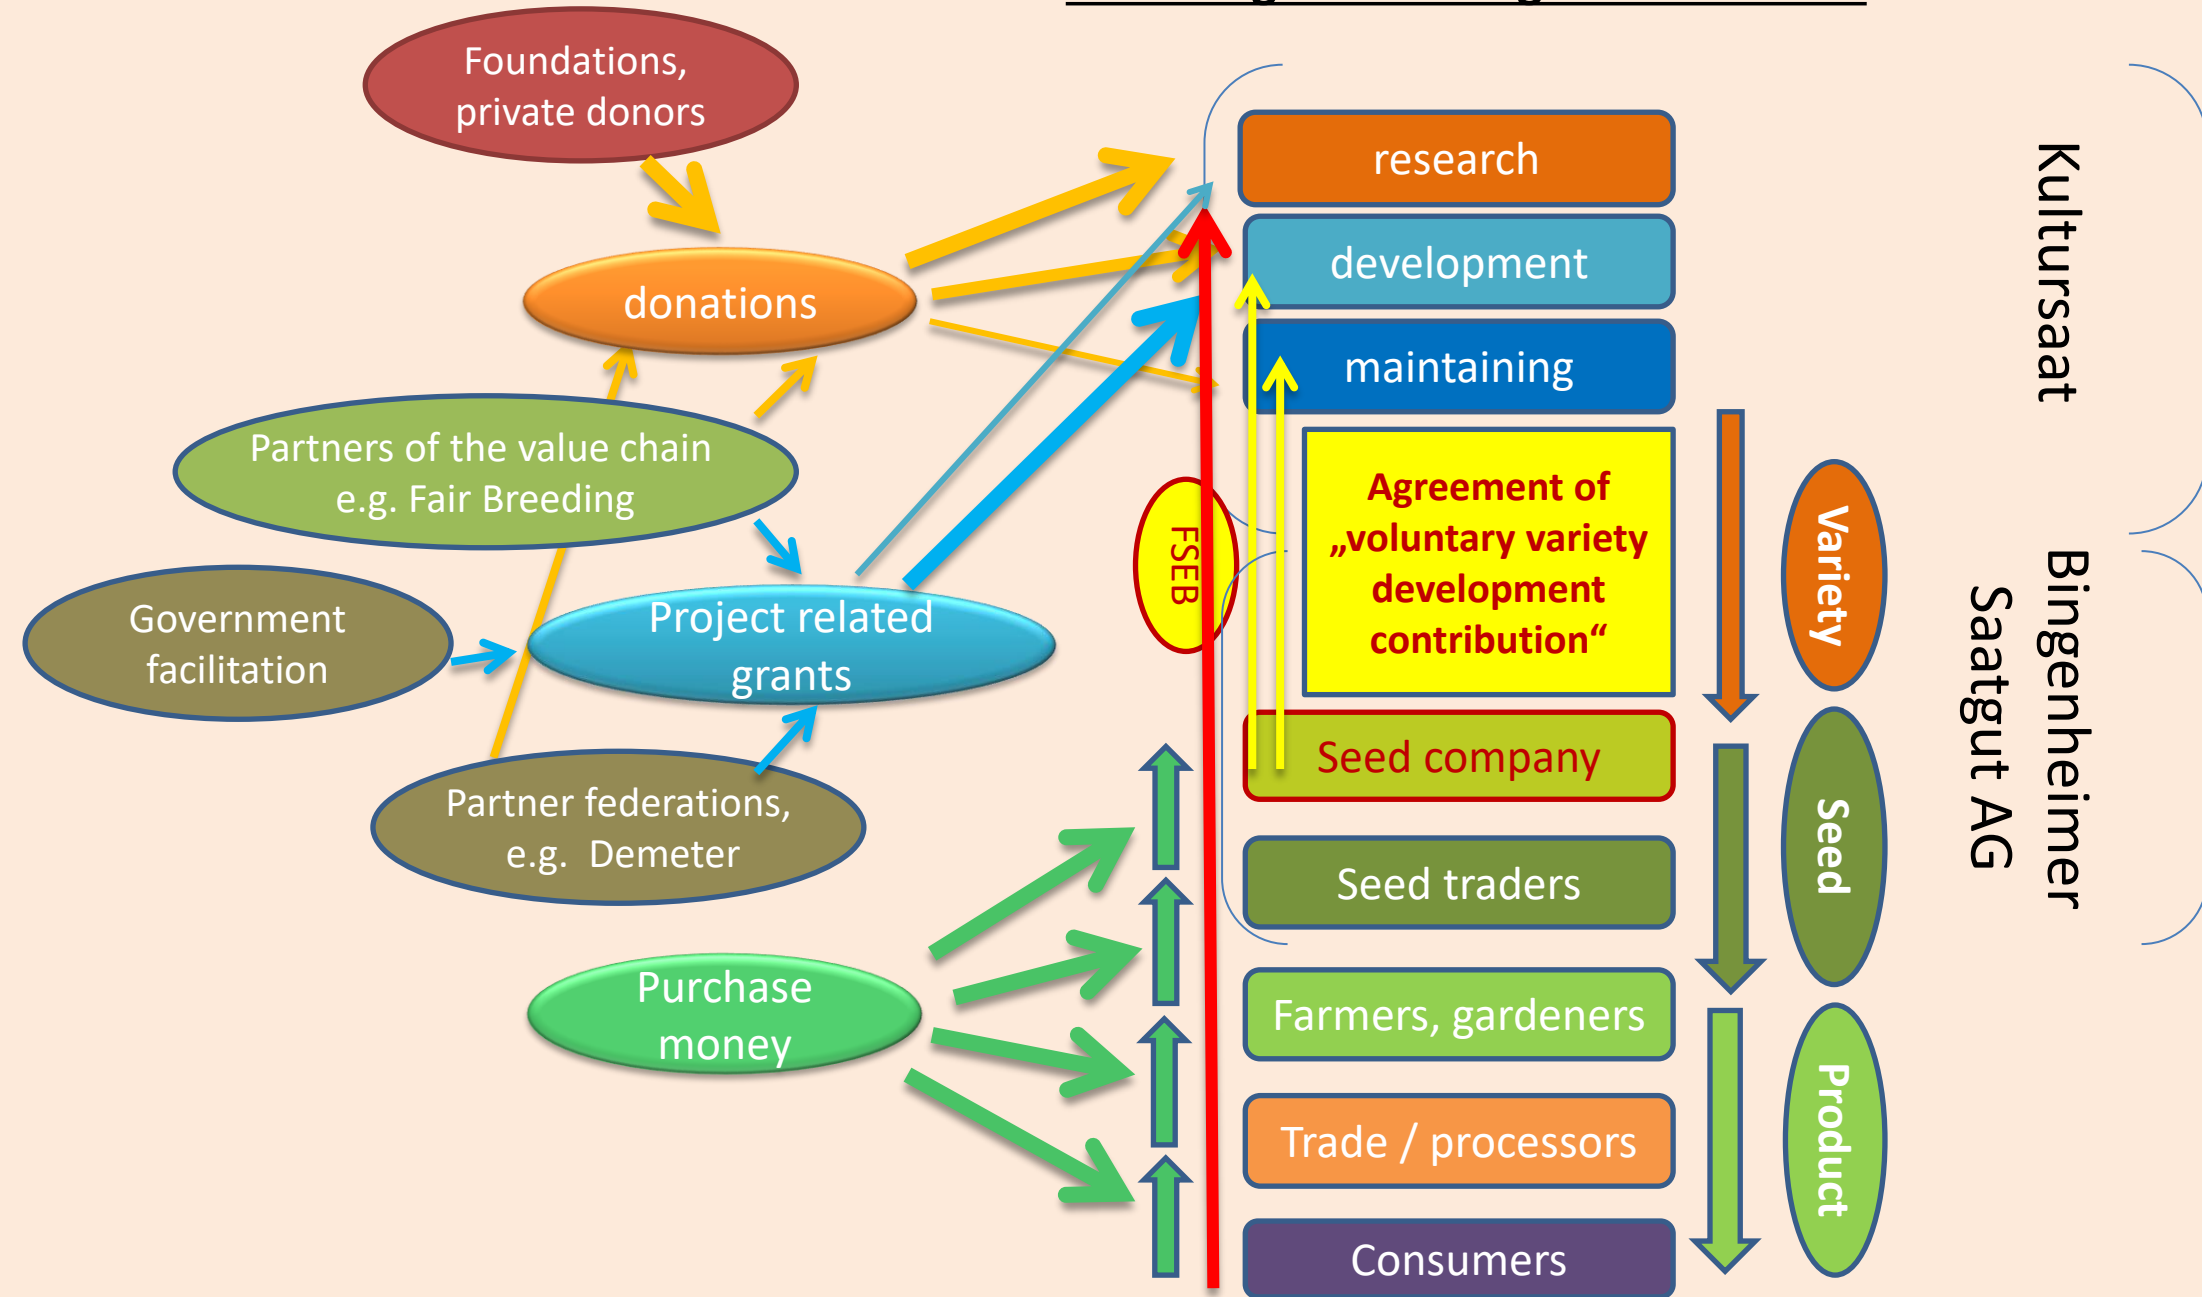 Foundations,
private donors
research
development
donations
maintaining
Kultursaat
Partners of the value chain
e.g. Fair Breeding
Agreement of
„voluntary variety
development
contribution“
FSEB
Variety
Government
facilitation
Project related
grants
Bingenheimer
Saatgut AG
Seed company
Partner federations,
e.g. Demeter
Seed traders
Seed
Purchase
money
Farmers, gardeners
Trade / processors
Product
Consumers